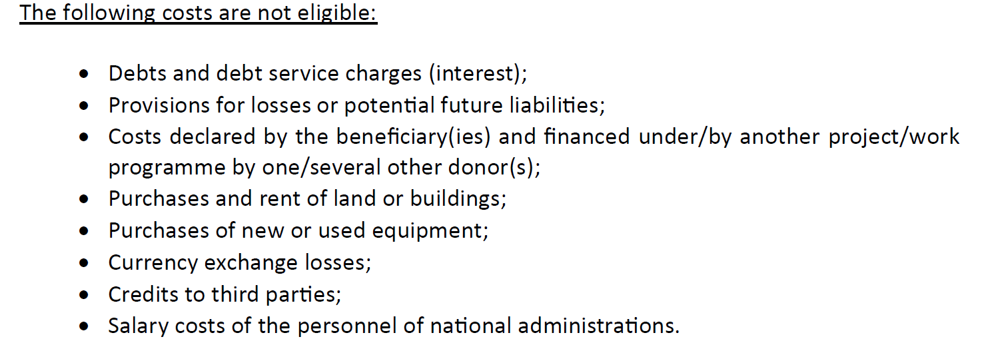 The following costs are not eligible:
• Debts and debt service charges (interest);
• Provisions for losses or potential future liabilities;
• Costs declared by the beneficiary(ies) and financed under/by another project/work
programme by one/several other donor(s);
• Purchases and rent of land or buildings;
• Purchases of new or used equipment;
• Currency exchange losses;
• Credits to third parties;
• Salary costs of the personnel of national administrations.